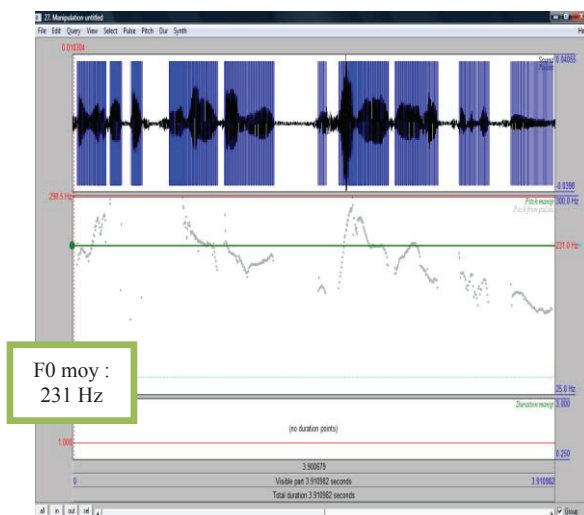 27. Manipulation untitled
File Edit Query View Select Pulse Pitch Dur Synth
He
0.010304
Sound 0.04055
Pulses
-0.0396
298.5 Hz
Pitch manip 300.0 Hz
Pitch from pulses
231.0 Hz
F0 moy :
231 Hz
25.0 Hz
Duration manip 3.000
(no duration points)
1.000
0.250
3.900679
0 Visible part 3.910982 seconds 3.910982
Total duration 3.910982 seconds
all in out sel Group